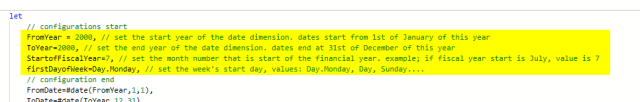 let
// configurations start
FromYear = 2000, // set the start year of the date dimension. dates start from 1st of January of this year
ToYear=2000, // set the end year of the date dimension. dates end at 31st of December of this year
StartofFiscalYear=7, // set the month number that is start of the financial year. example; if fiscal year start is July, value is 7
firstDayofWeek=Day.Monday, // set the week's start day, values: Day.Monday, Day, Sunday....
// configuration end
FromDate=#date(FromYear,1,1),
ToDate=#date(ToYear,12,31)